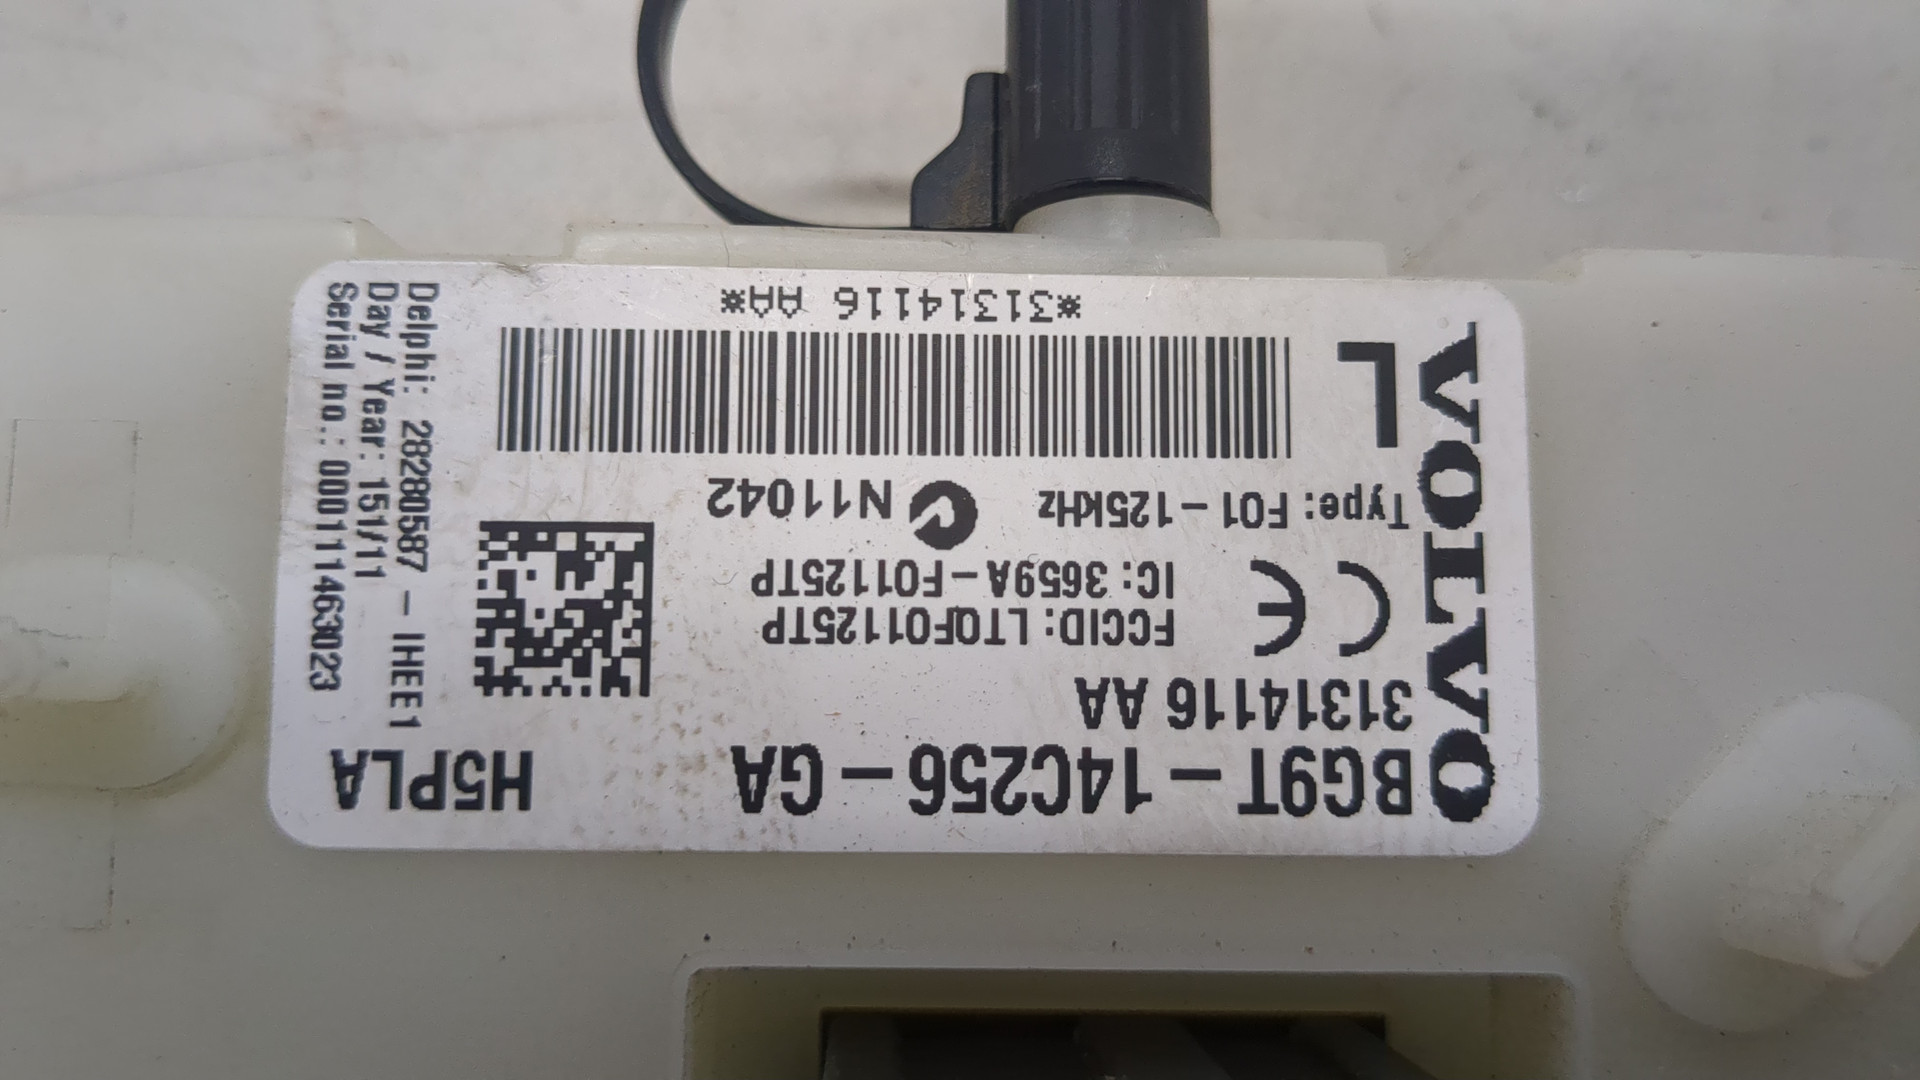 BG9T-14C256-GA H5PLA
31314116 AA
FCCID: LTQF01125TP
IC: 3659A-F01125TP
Type: F01-125kHz N11042
L
*31314116 AA*
VOLVO
Delphi: 28280587 - IHEE1
Day / Year: 151/11
Serial no.: 000111463023